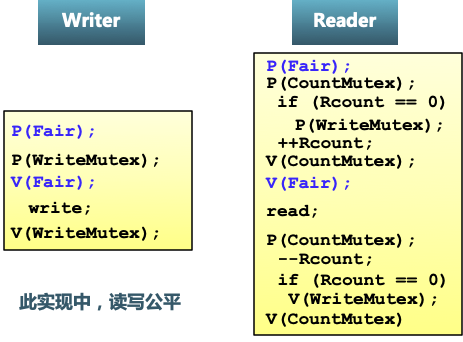 Writer
P(Fair);
P(WriteMutex);
V(Fair);
write;
V(WriteMutex);
此实现中，读写公平
Reader
P(Fair);
P(CountMutex);
if (Rcount == 0)
P(WriteMutex);
++Rcount;
V(CountMutex);
V(Fair);
read;
P(CountMutex);
--Rcount;
if (Rcount == 0)
V(WriteMutex);
V(CountMutex)